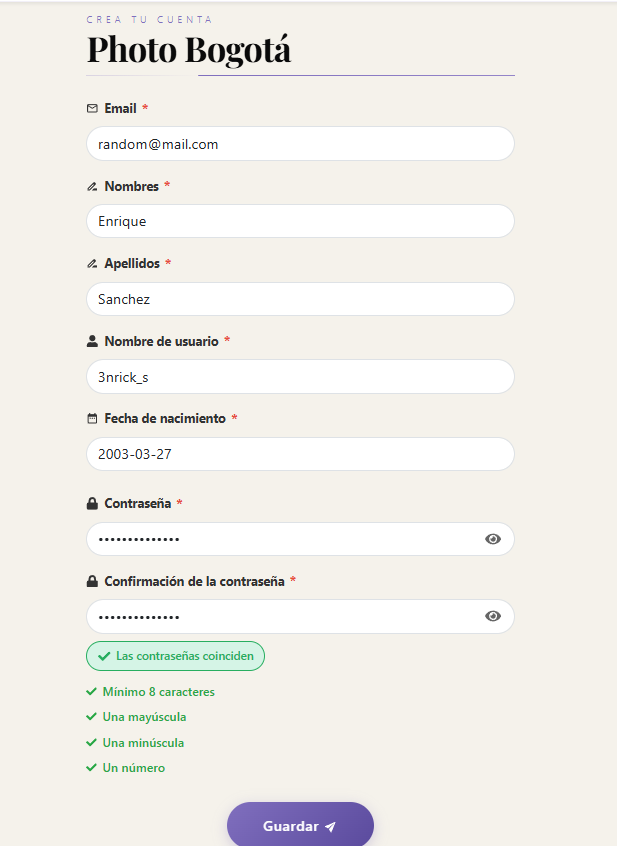 CREA TU CUENTA
Photo Bogotá
Email *
random@mail.com
Nombres *
Enrique
Apellidos *
Sanchez
Nombre de usuario *
3nrick_s
Fecha de nacimiento *
2003-03-27
Contraseña *
••••••••••••••
Confirmación de la contraseña *
••••••••••••••
Las contraseñas coinciden
Mínimo 8 caracteres
Una mayúscula
Una minúscula
Un número
Guardar